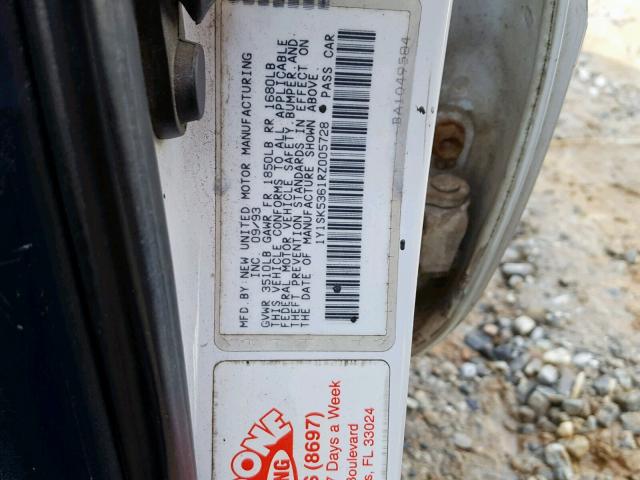 MFD BY: NEW UNITED MOTOR MANUFACTURING
INC 09/93
GVWR 3510LB GAWR FR 1850LB RR 1680LB
THIS VEHICLE CONFORMS TO ALL APPLICABLE
FEDERAL MOTOR VEHICLE SAFETY, BUMPER, AND
THEFT PREVENTION STANDARDS IN EFFECT ON
THE DATE OF MANUFACTURE SHOWN ABOVE.
1Y1SK5361RZ005728 • PASS CAR
BA1049584
(8697)
7 Days a Week
Boulevard
FL 33024